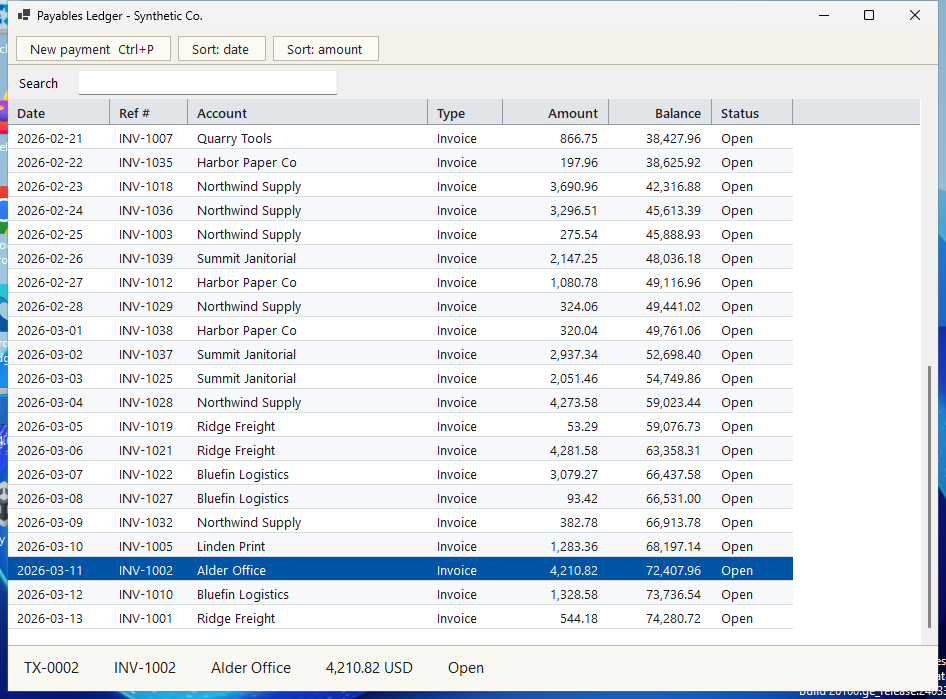 Payables Ledger - Synthetic Co.
New payment Ctrl+P Sort: date Sort: amount
Search
Date Ref # Account Type Amount Balance Status
2026-02-21 INV-1007 Quarry Tools Invoice 866.75 38,427.96 Open
2026-02-22 INV-1035 Harbor Paper Co Invoice 197.96 38,625.92 Open
2026-02-23 INV-1018 Northwind Supply Invoice 3,690.96 42,316.88 Open
2026-02-24 INV-1036 Northwind Supply Invoice 3,296.51 45,613.39 Open
2026-02-25 INV-1003 Northwind Supply Invoice 275.54 45,888.93 Open
2026-02-26 INV-1039 Summit Janitorial Invoice 2,147.25 48,036.18 Open
2026-02-27 INV-1012 Harbor Paper Co Invoice 1,080.78 49,116.96 Open
2026-02-28 INV-1029 Northwind Supply Invoice 324.06 49,441.02 Open
2026-03-01 INV-1038 Harbor Paper Co Invoice 320.04 49,761.06 Open
2026-03-02 INV-1037 Summit Janitorial Invoice 2,937.34 52,698.40 Open
2026-03-03 INV-1025 Summit Janitorial Invoice 2,051.46 54,749.86 Open
2026-03-04 INV-1028 Northwind Supply Invoice 4,273.58 59,023.44 Open
2026-03-05 INV-1019 Ridge Freight Invoice 53.29 59,076.73 Open
2026-03-06 INV-1021 Ridge Freight Invoice 4,281.58 63,358.31 Open
2026-03-07 INV-1022 Bluefin Logistics Invoice 3,079.27 66,437.58 Open
2026-03-08 INV-1027 Bluefin Logistics Invoice 93.42 66,531.00 Open
2026-03-09 INV-1032 Northwind Supply Invoice 382.78 66,913.78 Open
2026-03-10 INV-1005 Linden Print Invoice 1,283.36 68,197.14 Open
2026-03-11 INV-1002 Alder Office Invoice 4,210.82 72,407.96 Open
2026-03-12 INV-1010 Bluefin Logistics Invoice 1,328.58 73,736.54 Open
2026-03-13 INV-1001 Ridge Freight Invoice 544.18 74,280.72 Open
TX-0002 INV-1002 Alder Office 4,210.82 USD Open